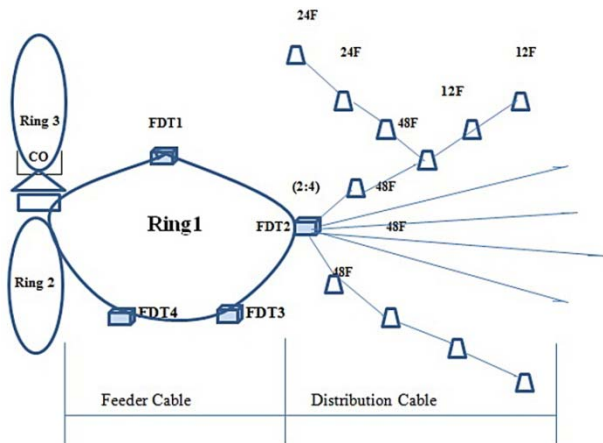 24F
24F
12F
12F
Ring 3
FDT1
48F
CO
(2:4)
48F
Ring1
FDT2
48F
48F
Ring 2
FDT4
FDT3
Feeder Cable
Distribution Cable